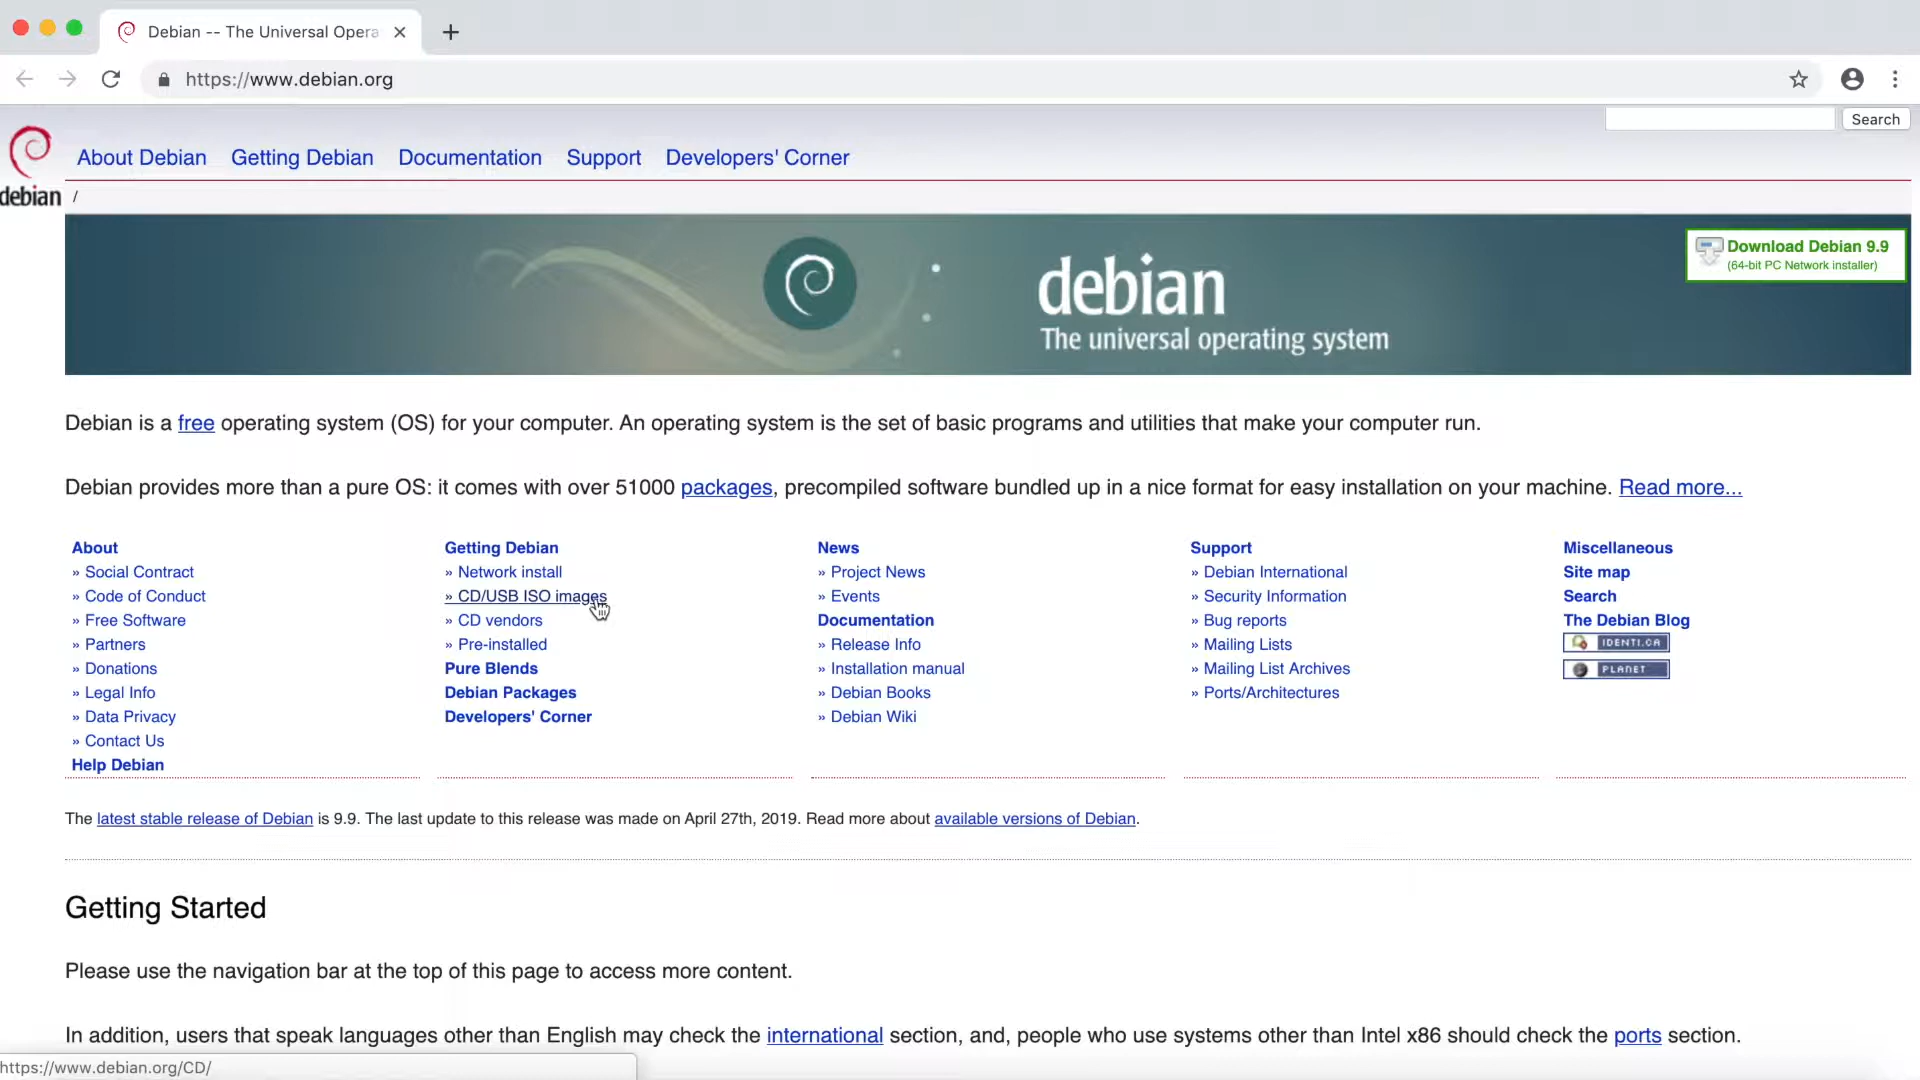 Debian -- The Universal Opera
https://www.debian.org
Search
debian
About Debian Getting Debian Documentation Support Developers' Corner
/
debian
The universal operating system
Download Debian 9.9
(64-bit PC Network installer)
Debian is a free operating system (OS) for your computer. An operating system is the set of basic programs and utilities that make your computer run.
Debian provides more than a pure OS: it comes with over 51000 packages, precompiled software bundled up in a nice format for easy installation on your machine. Read more...
About
» Social Contract
» Code of Conduct
» Free Software
» Partners
» Donations
» Legal Info
» Data Privacy
» Contact Us
Help Debian
Getting Debian
» Network install
» CD/USB ISO images
» CD vendors
» Pre-installed
Pure Blends
Debian Packages
Developers' Corner
News
» Project News
» Events
Documentation
» Release Info
» Installation manual
» Debian Books
» Debian Wiki
Support
» Debian International
» Security Information
» Bug reports
» Mailing Lists
» Mailing List Archives
» Ports/Architectures
Miscellaneous
Site map
Search
The Debian Blog
IDENTI.CA
PLANET
The latest stable release of Debian is 9.9. The last update to this release was made on April 27th, 2019. Read more about available versions of Debian.
Getting Started
Please use the navigation bar at the top of this page to access more content.
In addition, users that speak languages other than English may check the international section, and, people who use systems other than Intel x86 should check the ports section.
https://www.debian.org/CD/